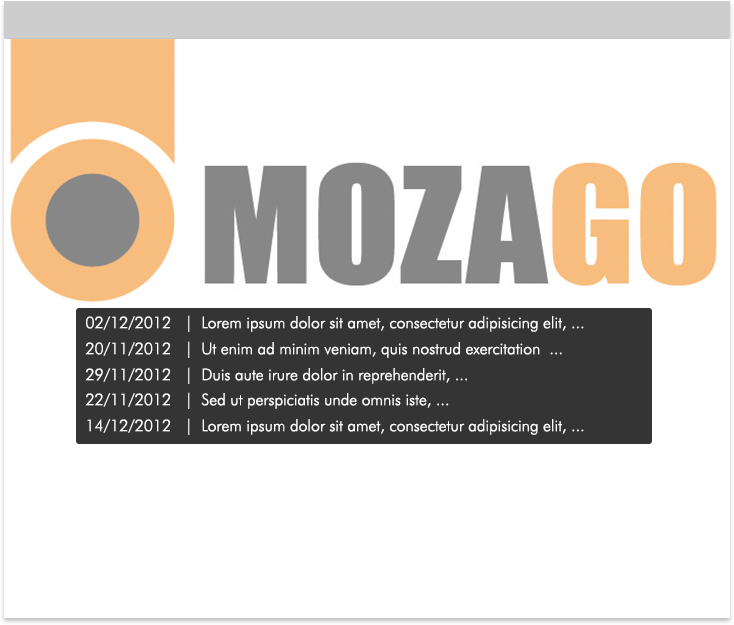 MOZAGO
02/12/2012 | Lorem ipsum dolor sit amet, consectetur adipisicing elit, ...
20/11/2012 | Ut enim ad minim veniam, quis nostrud exercitation ...
29/11/2012 | Duis aute irure dolor in reprehenderit, ...
22/11/2012 | Sed ut perspiciatis unde omnis iste, ...
14/12/2012 | Lorem ipsum dolor sit amet, consectetur adipisicing elit, ...